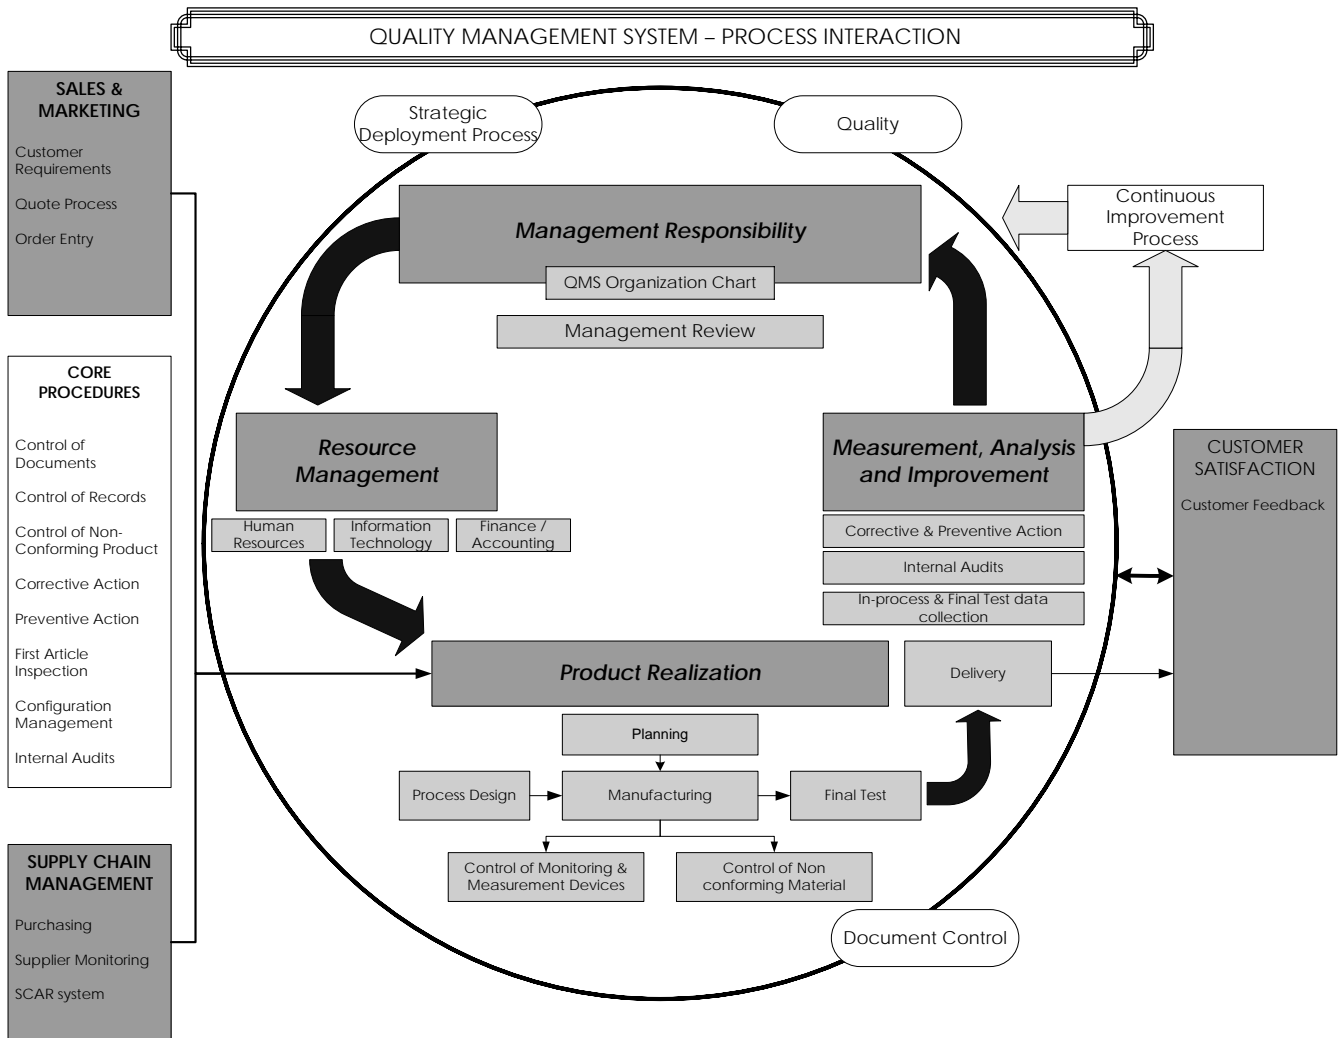 QUALITY MANAGEMENT SYSTEM – PROCESS INTERACTION
SALES &
MARKETING
Customer
Requirements
Quote Process
Order Entry
CORE
PROCEDURES
Control of
Documents
Control of Records
Control of Non-
Conforming Product
Corrective Action
Preventive Action
First Article
Inspection
Configuration
Management
Internal Audits
SUPPLY CHAIN
MANAGEMENT
Purchasing
Supplier Monitoring
SCAR system
Strategic
Deployment Process
Quality
Management Responsibility
QMS Organization Chart
Management Review
Continuous
Improvement
Process
Resource
Management
Human
Resources
Information
Technology
Finance /
Accounting
Measurement, Analysis
and Improvement
Corrective & Preventive Action
Internal Audits
In-process & Final Test data
collection
CUSTOMER
SATISFACTION
Customer Feedback
Product Realization
Delivery
Planning
Process Design
Manufacturing
Final Test
Control of Monitoring &
Measurement Devices
Control of Non
conforming Material
Document Control